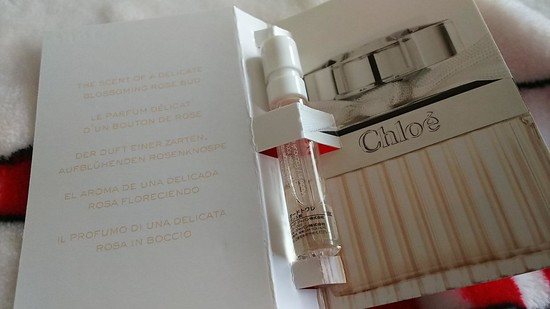 THE SCENT OF A DELICATE
BLOSSOMING ROSE BUD
LE PARFUM DÉLICAT
D'UN BOUTON DE ROSE
DER DUFT EINER ZARTEN,
AUFBLÜHENDEN ROSENKNOSPE
EL AROMA DE UNA DELICADA
ROSA FLORECIENDO
IL PROFUMO DI UNA DELICATA
ROSA IN BOCCIO
Chloé